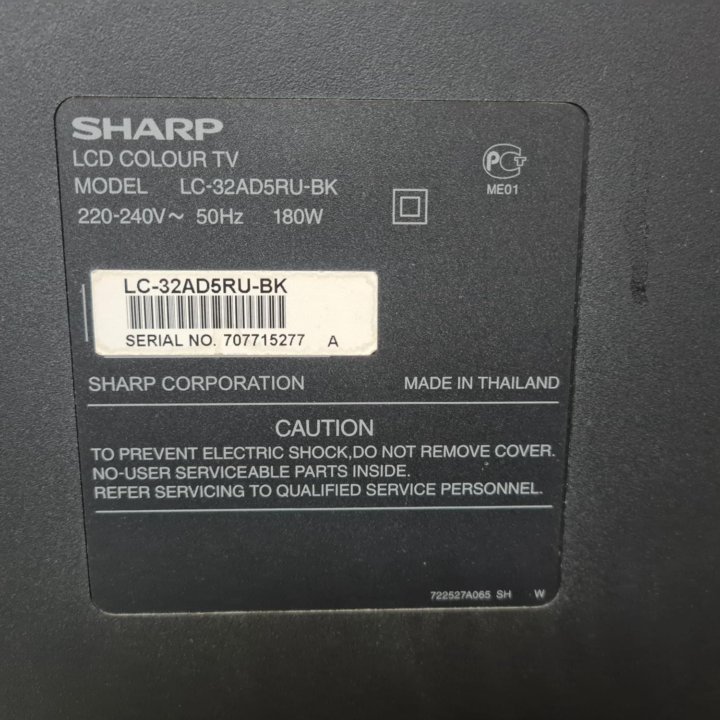 SHARP
LCD COLOUR TV
MODEL LC-32AD5RU-BK
220-240V~ 50Hz 180W
РСТ
ME01
LC-32AD5RU-BK
SERIAL NO. 707715277 A
SHARP CORPORATION MADE IN THAILAND
CAUTION
TO PREVENT ELECTRIC SHOCK,DO NOT REMOVE COVER.
NO-USER SERVICEABLE PARTS INSIDE.
REFER SERVICING TO QUALIFIED SERVICE PERSONNEL.
722527A065 SH W